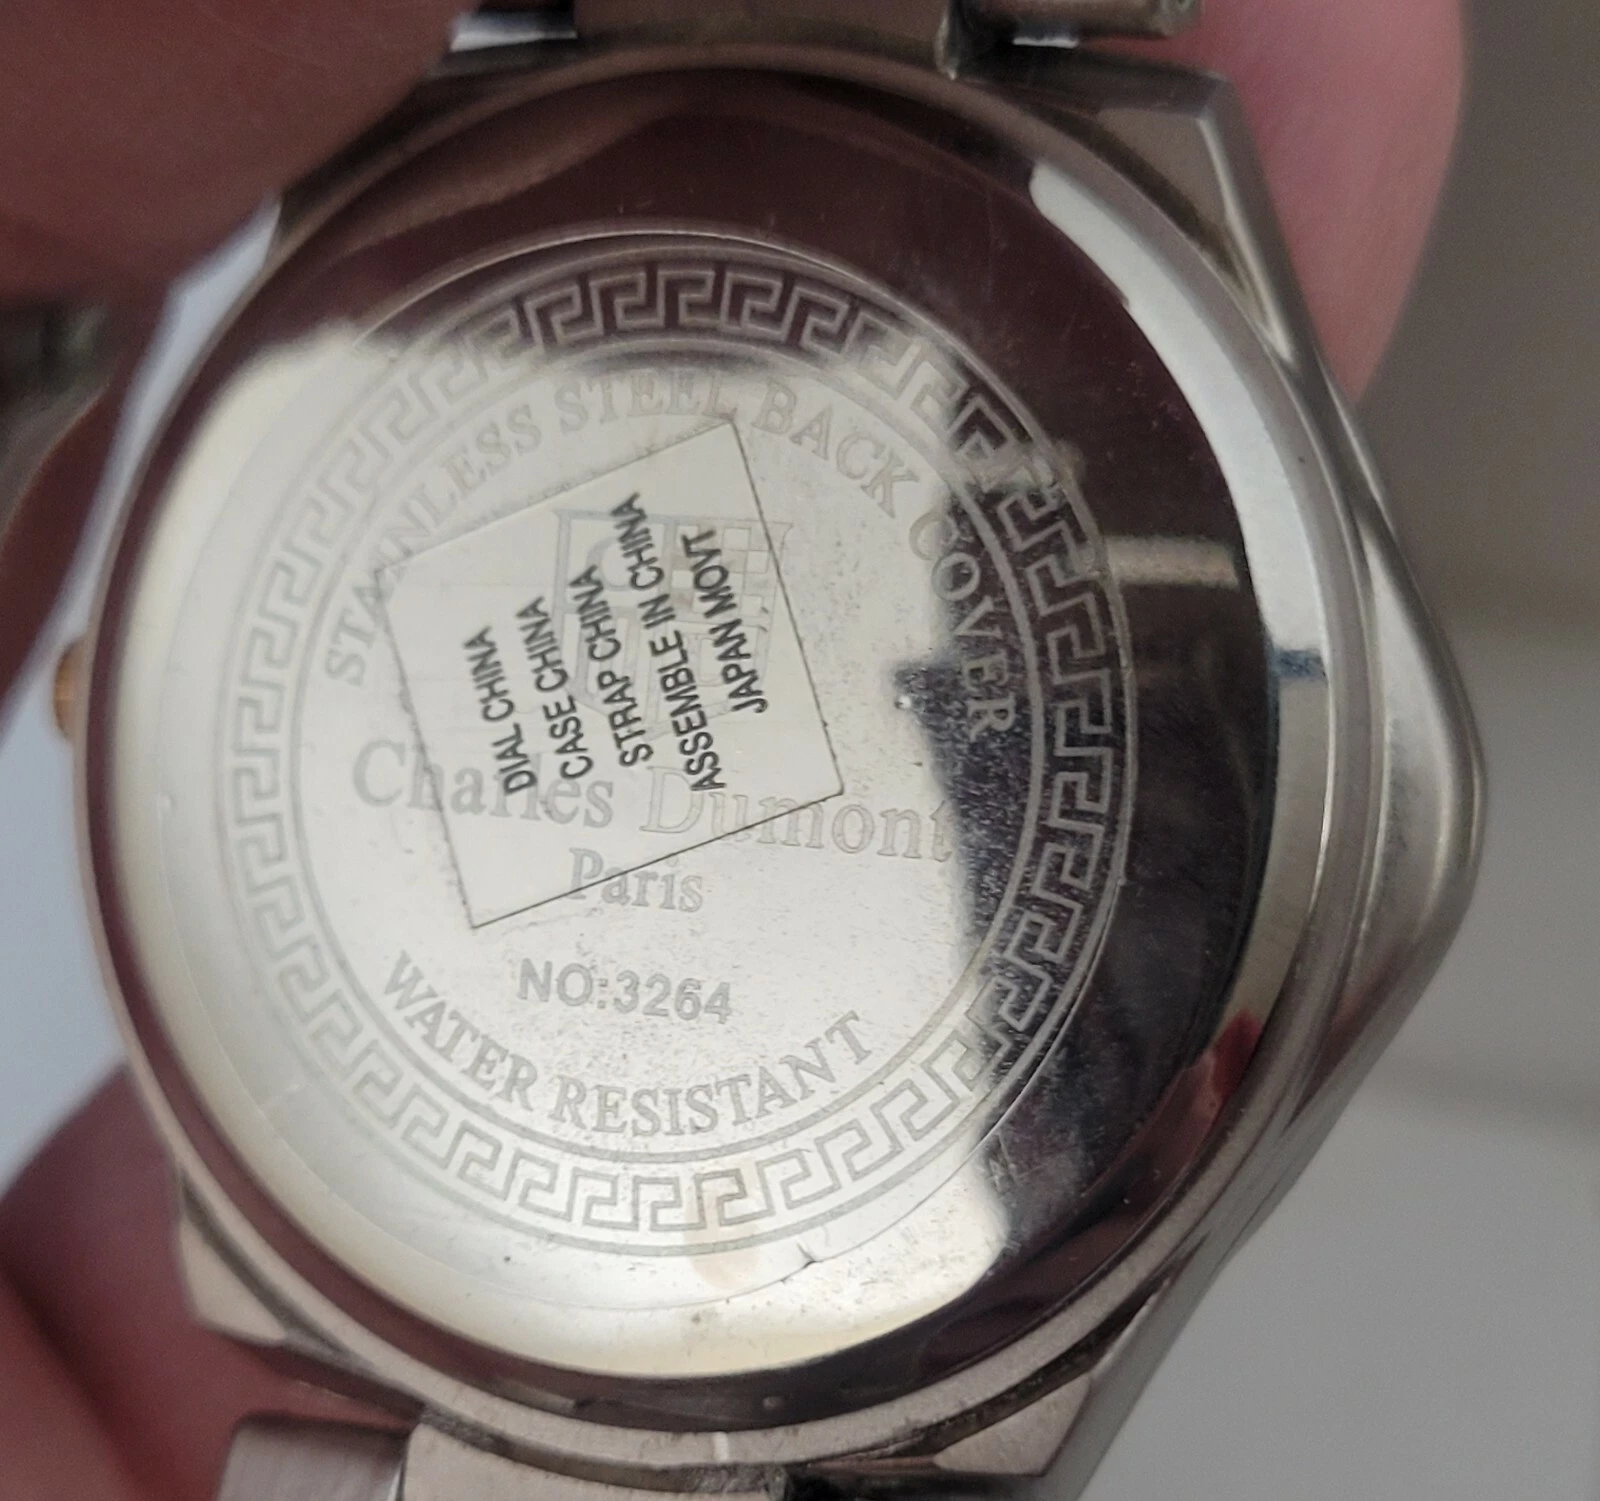 STAINLESS STEEL BACK COVER
DIAL CHINA
CASE CHINA
STRAP CHINA
ASSEMBLE IN CHINA
JAPAN MOVT
Charles Dumont
Paris
NO:3264
WATER RESISTANT